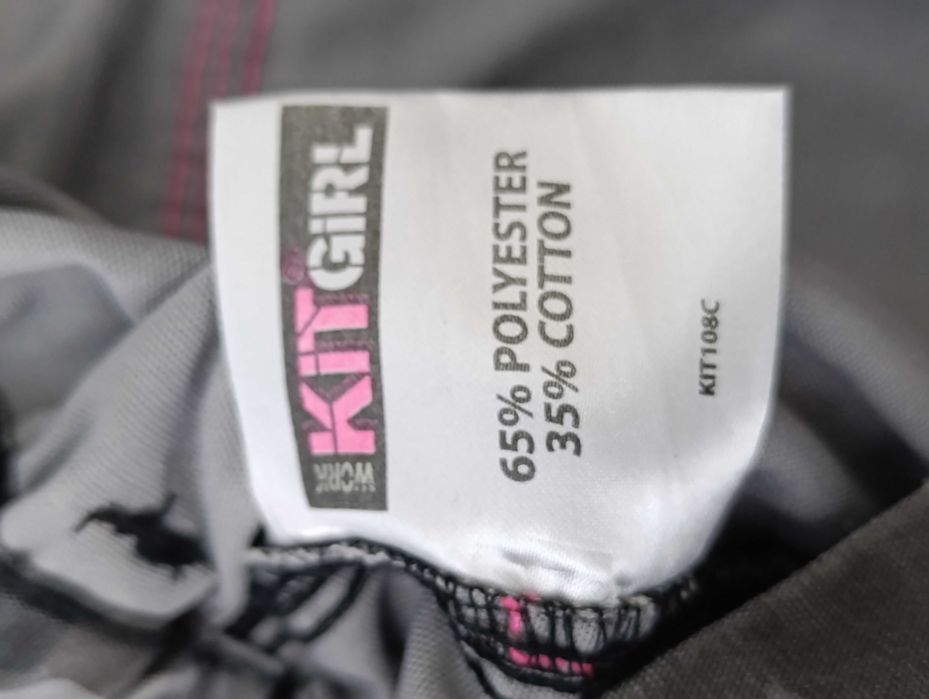 WORK KiT GiRL
65% POLYESTER
35% COTTON
KIT108C